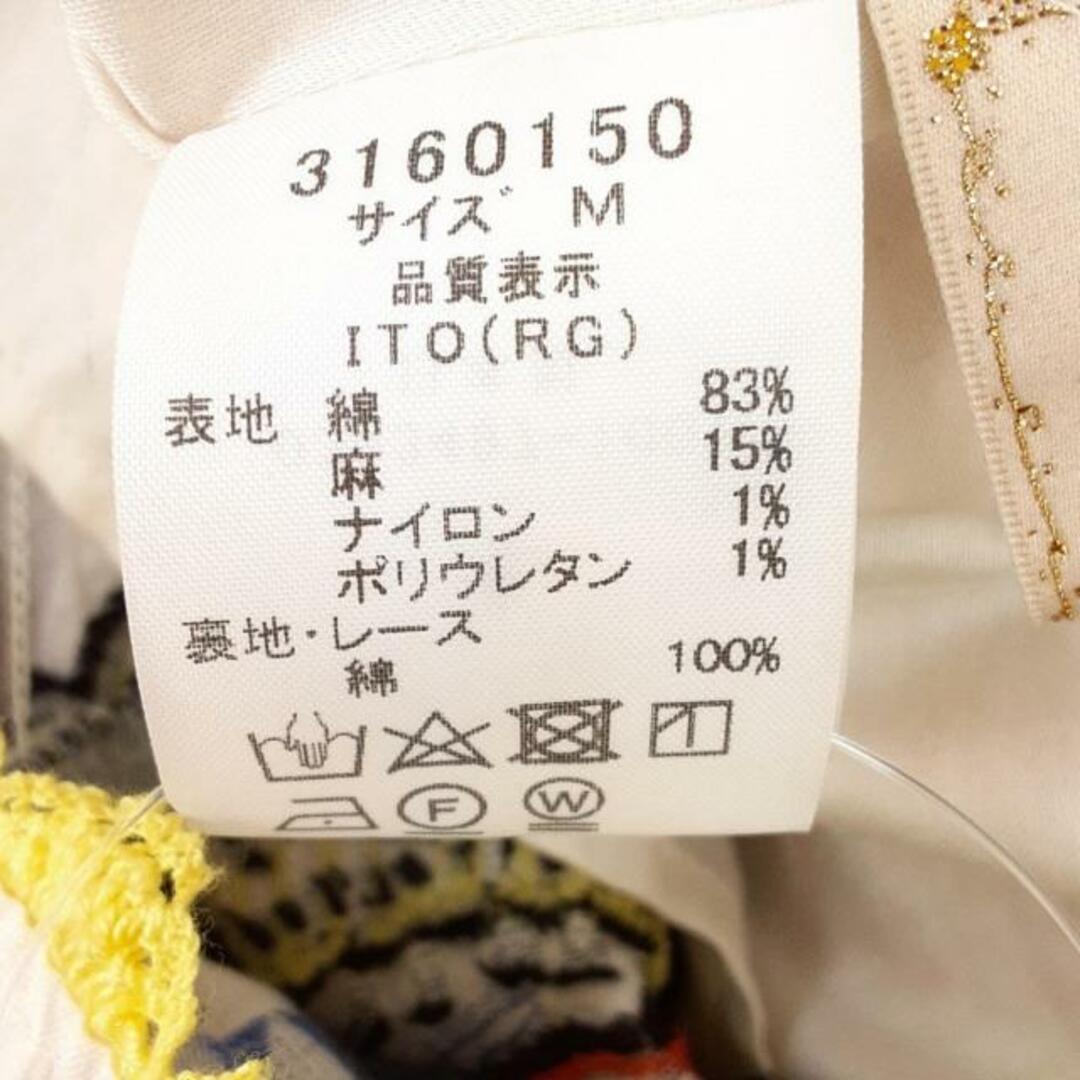 3160150
サイズ M
品質表示
ITO(RG)
表地 綿 83%
麻 15%
ナイロン 1%
ポリウレタン 1%
裏地・レース
綿 100%
F W